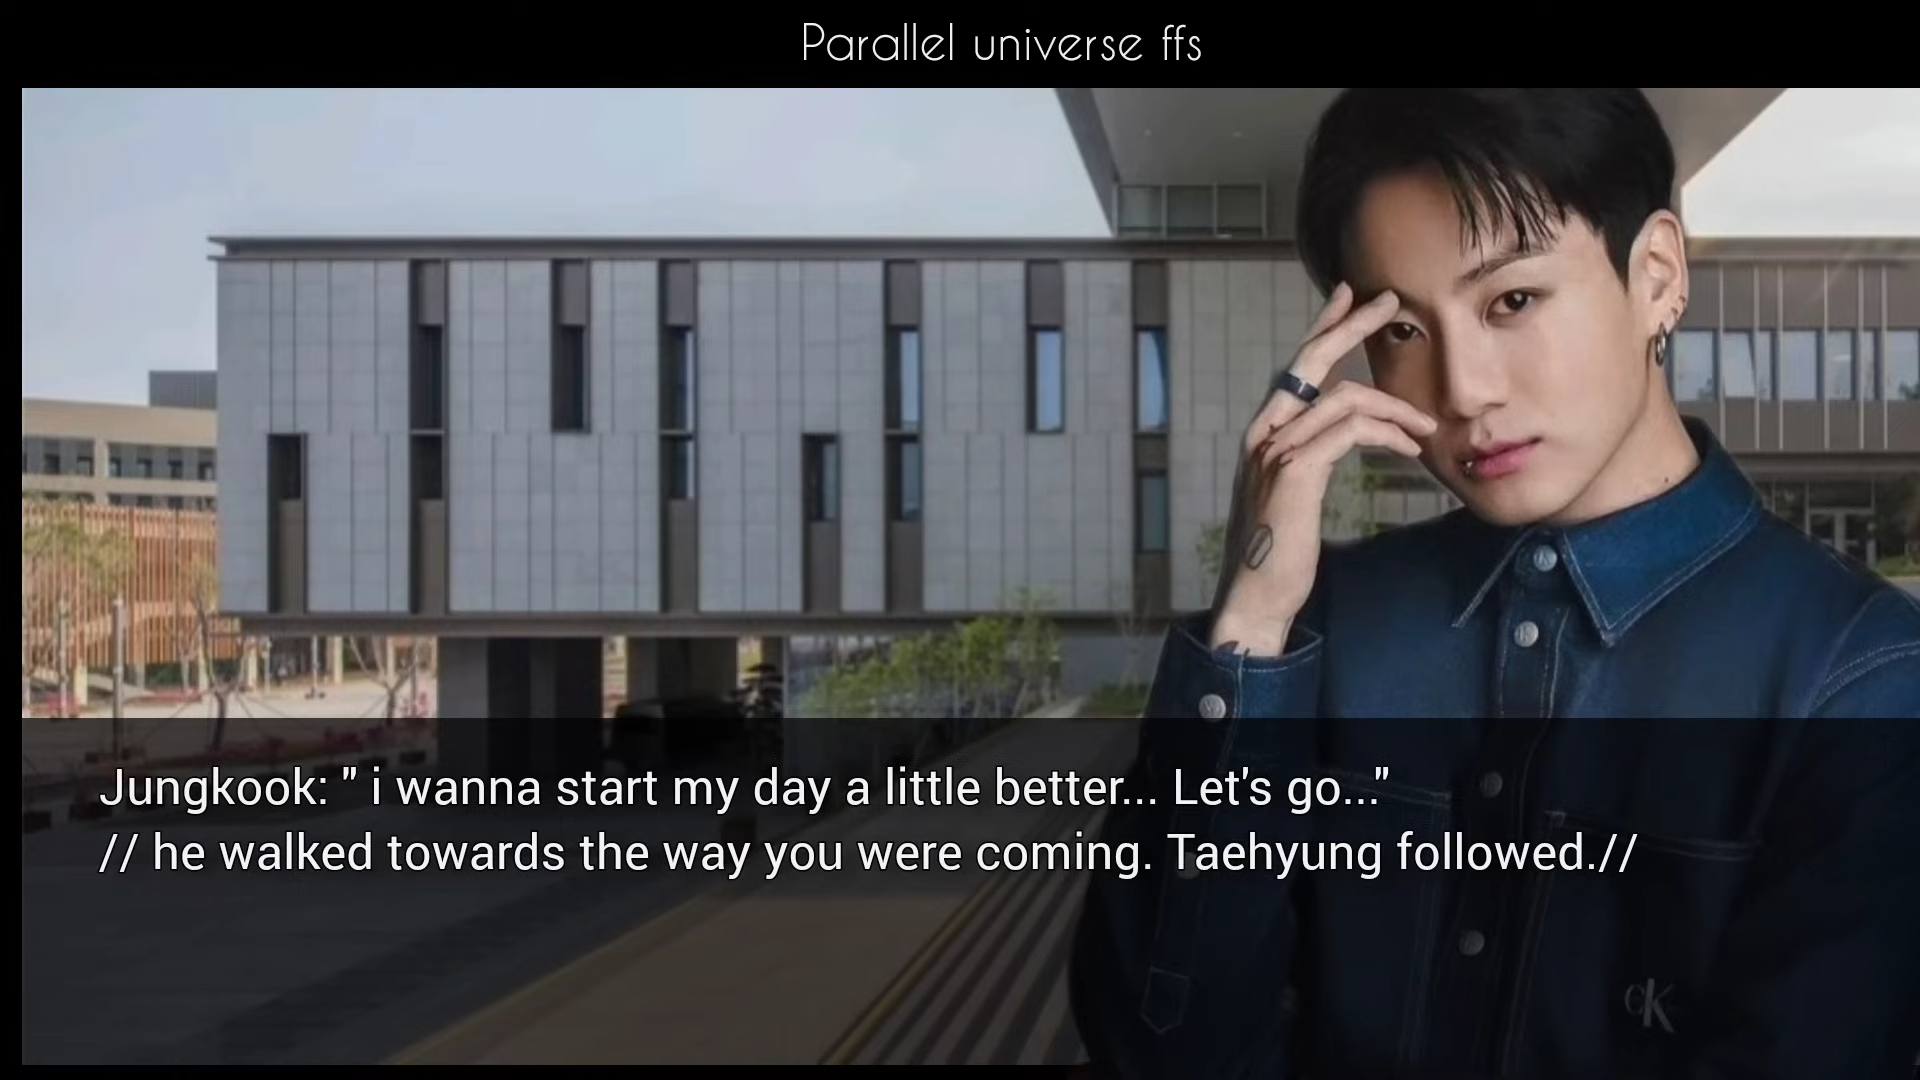 Parallel universe ffs
Jungkook: " i wanna start my day a little better... Let's go..."
// he walked towards the way you were coming. Taehyung followed.//
cK